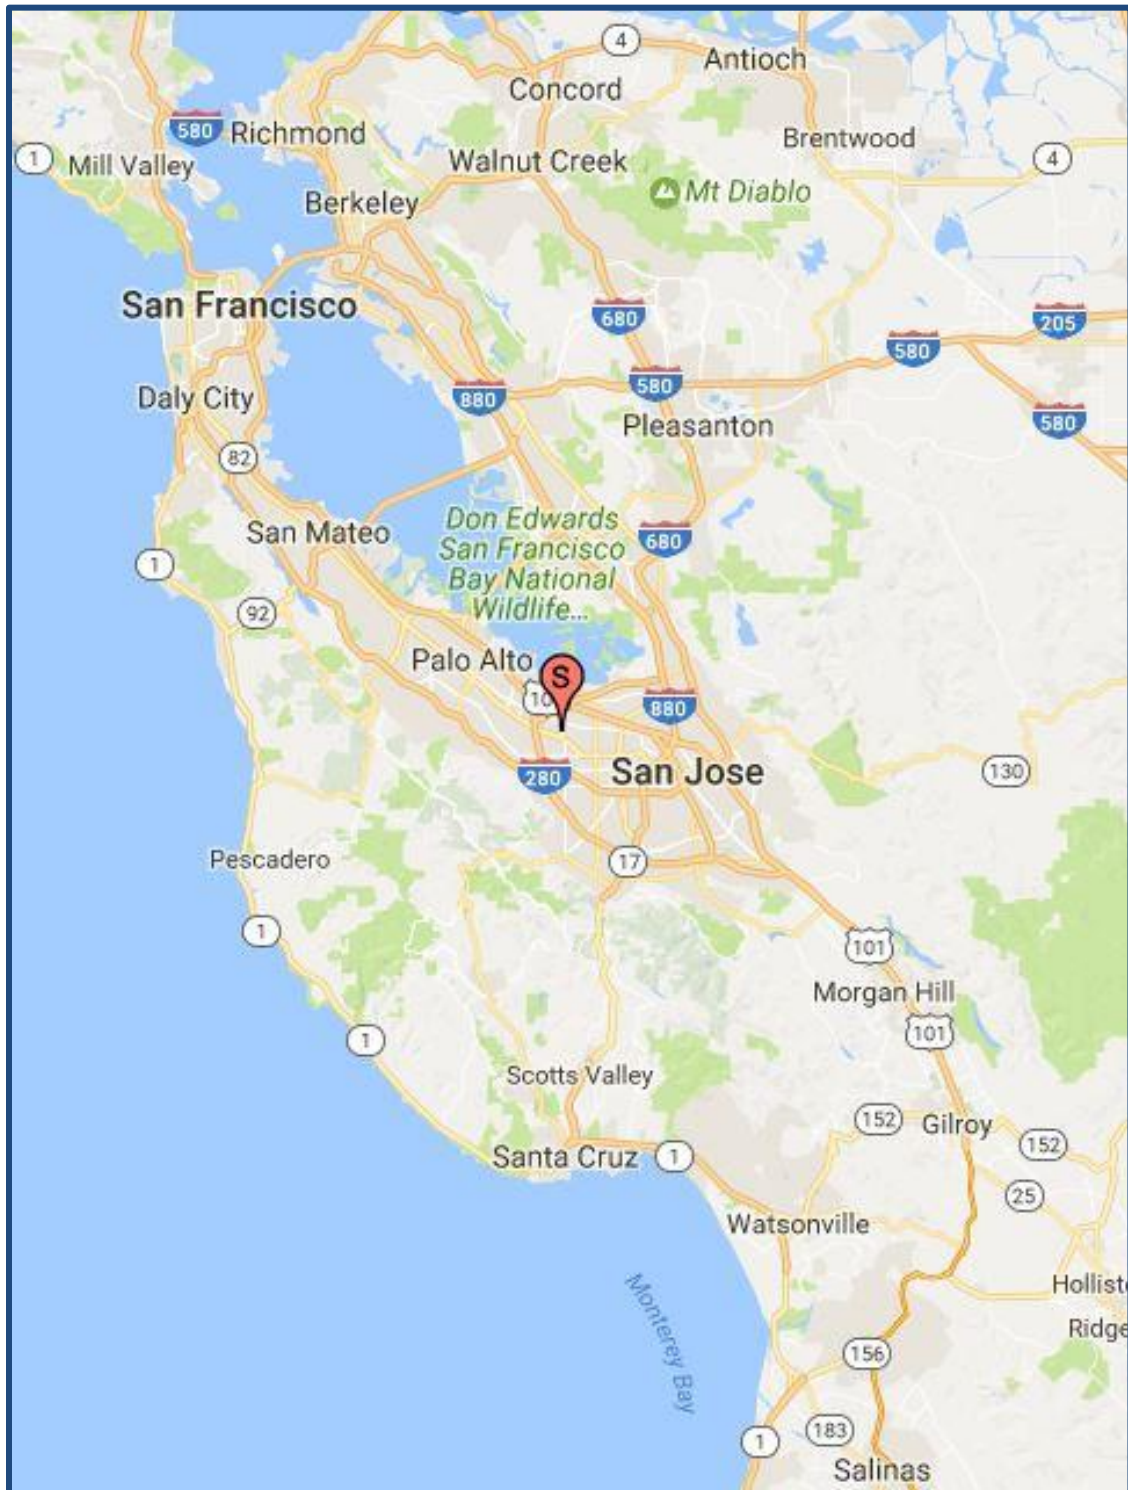 4
Antioch
Concord
580
Richmond
Brentwood
1
Mill Valley
Walnut Creek
4
Mt Diablo
Berkeley
San Francisco
680
205
580
580
880
Daly City
580
Pleasanton
82
Don Edwards
San Francisco
Bay National
Wildlife...
San Mateo
680
1
92
Palo Alto
S
10
880
280
San Jose
130
Pescadero
17
1
101
Morgan Hill
101
1
Scotts Valley
152
Gilroy
152
Santa Cruz
1
25
Watsonville
Monterey Bay
Holliste
Ridge
156
183
1
Salinas